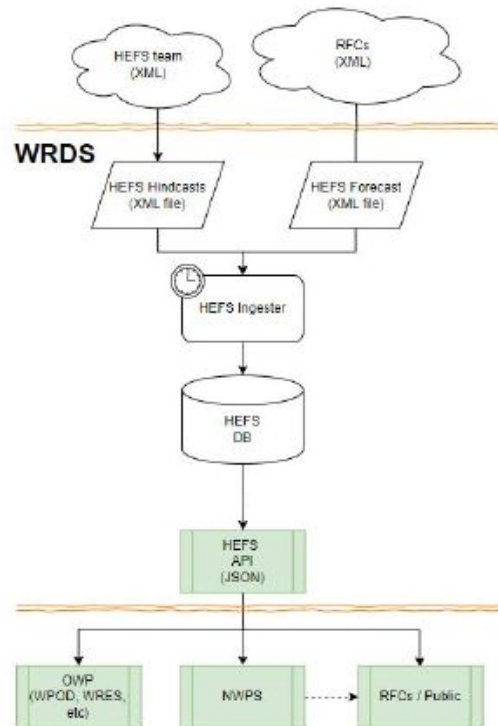 HEFS team
(XML)
RFCs
(XML)
WRDS
HEFS Hindcasts
(XML file)
HEFS Forecast
(XML file)
HEFS Ingester
HEFS
DB
HEFS
API
(JSON)
OWP
(WPOD, WRES,
etc)
NWPS
RFCs / Public